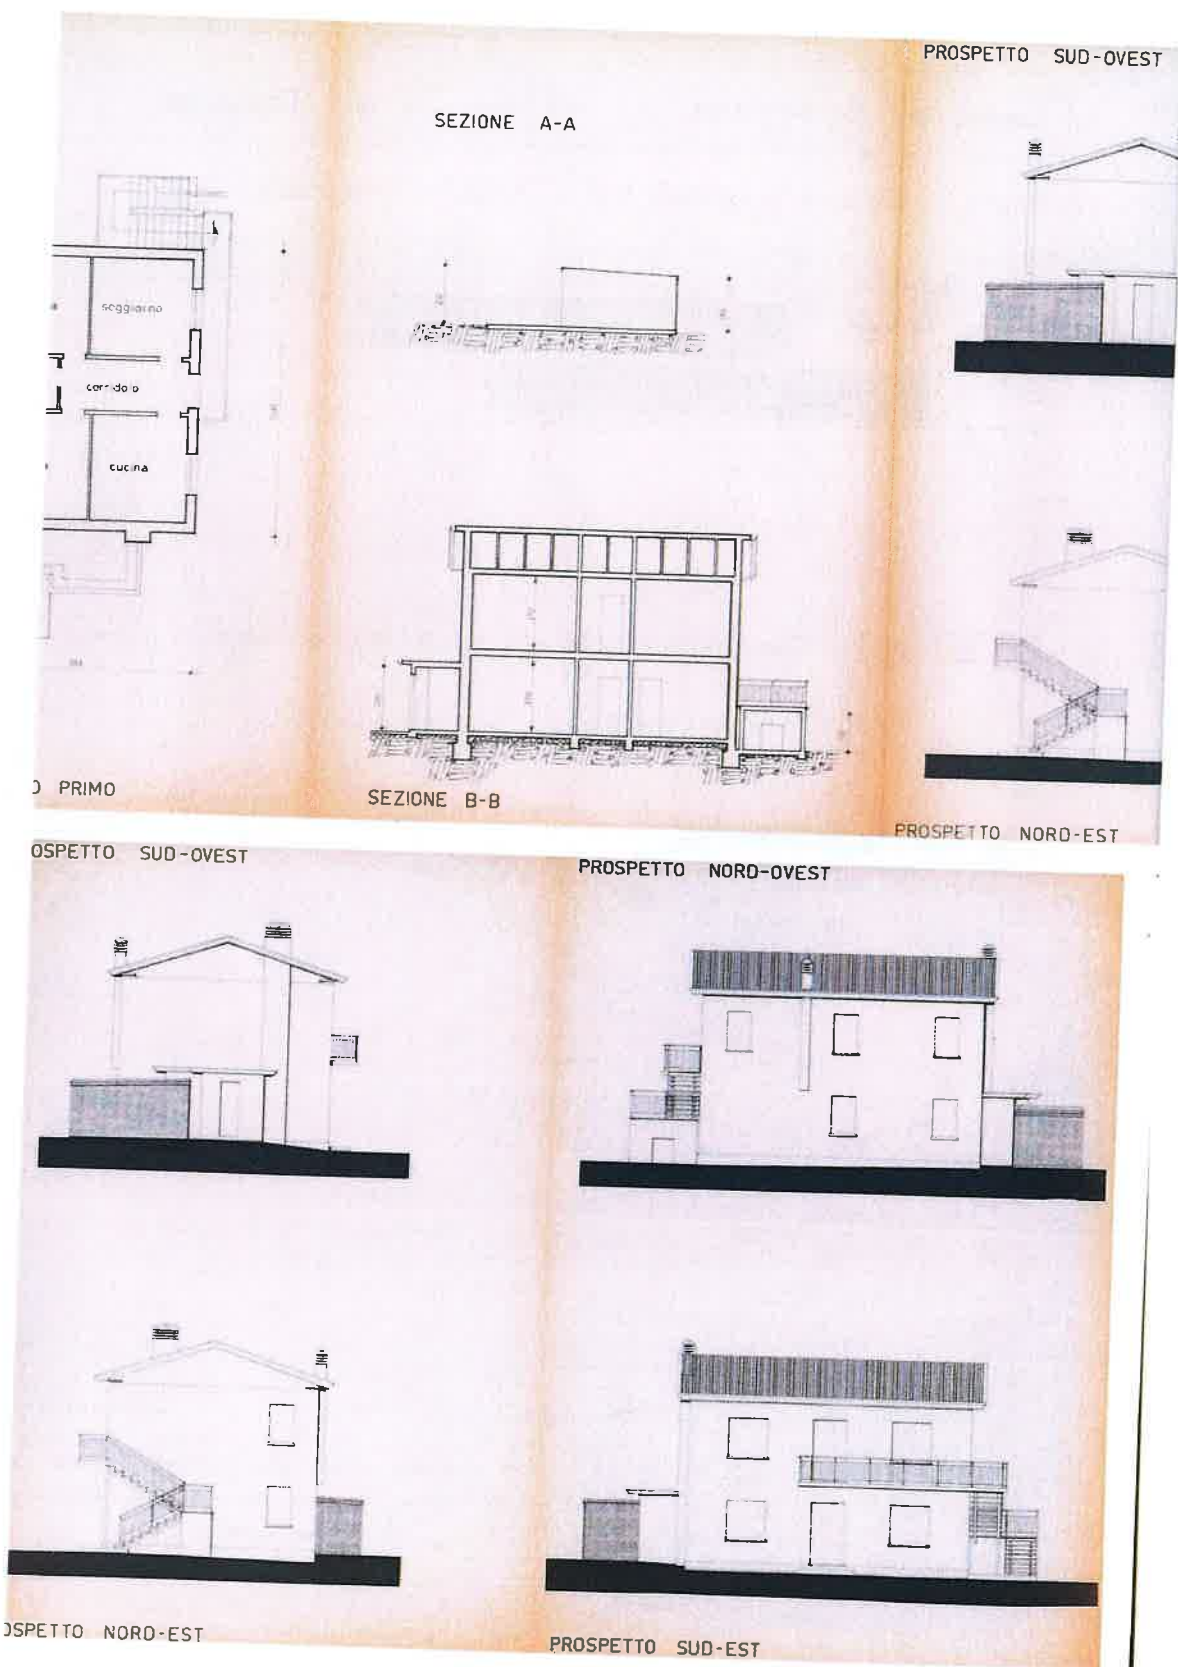 PROSPETTO SUD-OVEST
SEZIONE A-A
soggiorno
corridoio
cucina
O PRIMO
SEZIONE B-B
PROSPETTO NORD-EST
OSPETTO SUD-OVEST
PROSPETTO NORD-OVEST
OSPETTO NORD-EST
PROSPETTO SUD-EST